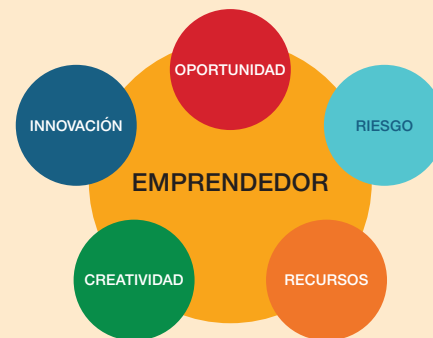 OPORTUNIDAD
INNOVACIÓN
RIESGO
EMPRENDEDOR
CREATIVIDAD
RECURSOS